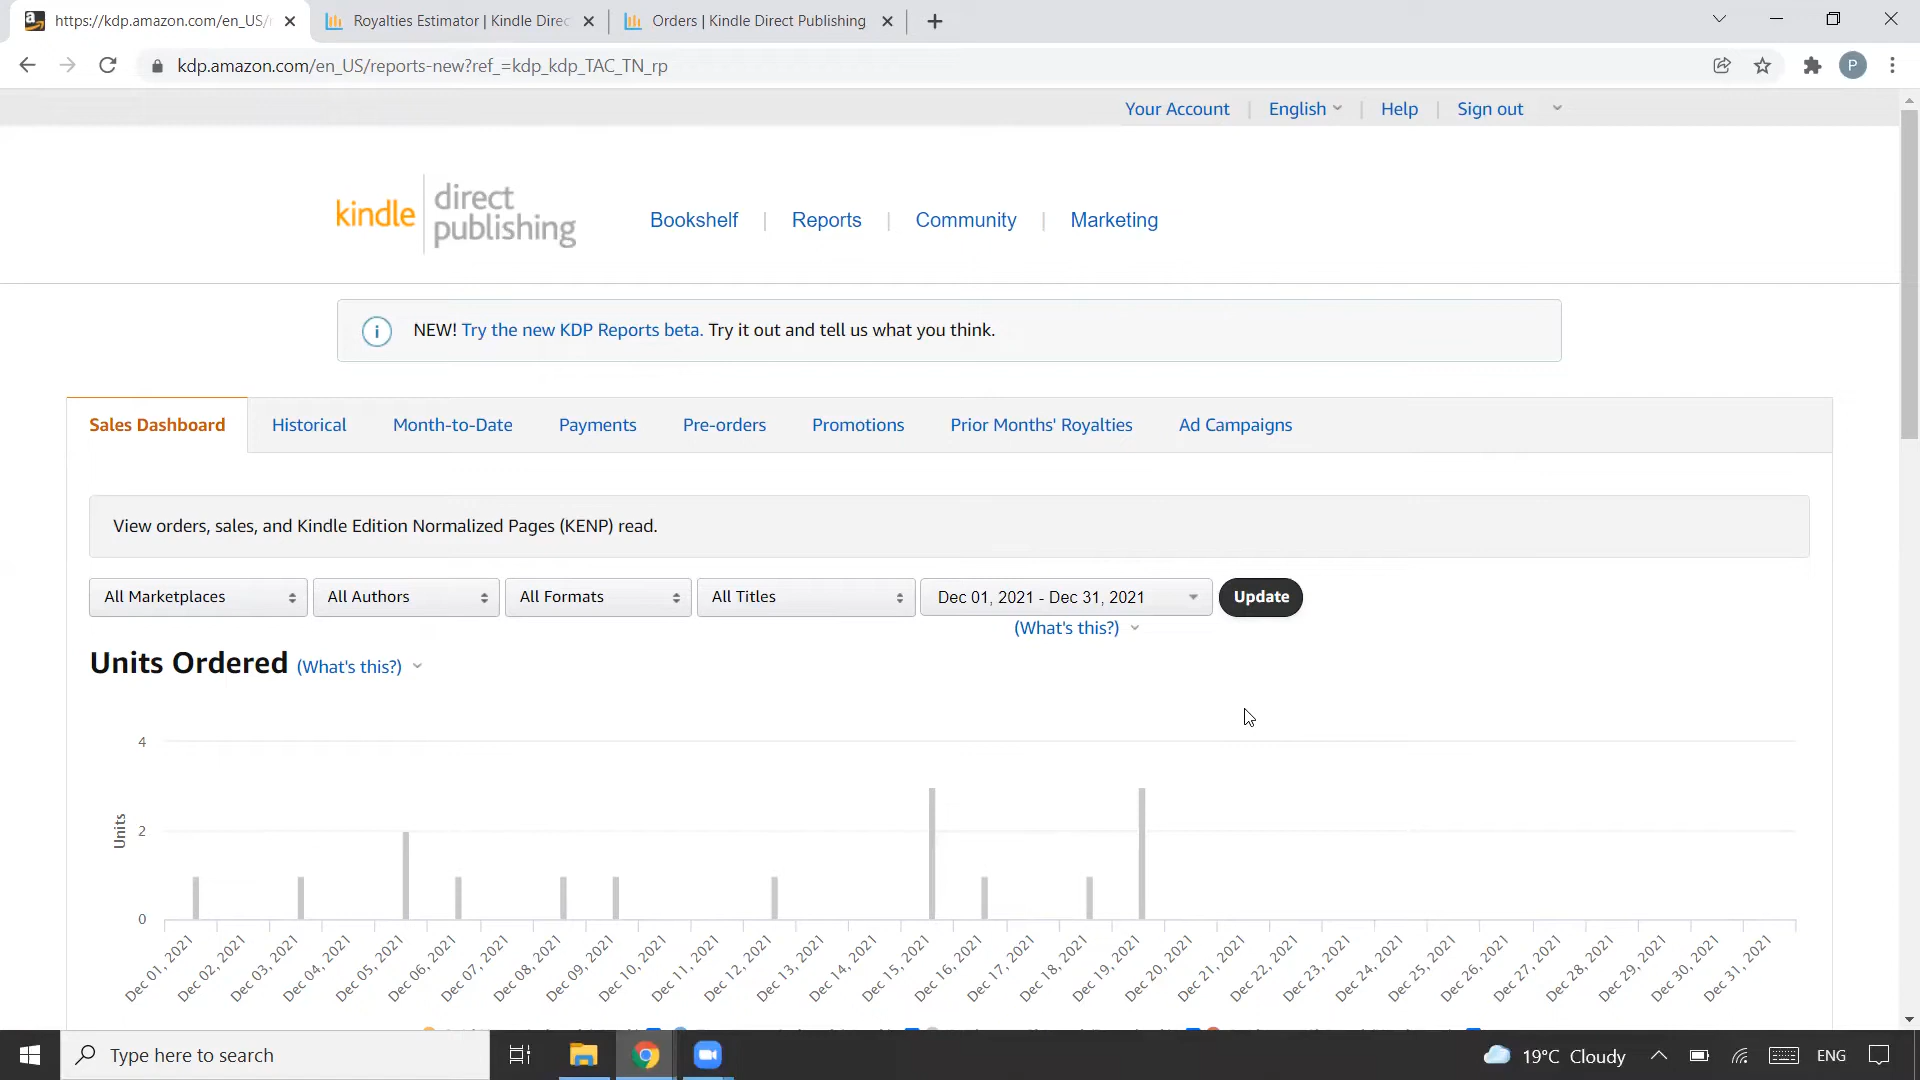 https://kdp.amazon.com/en_US/
Royalties Estimator | Kindle Direc
Orders | Kindle Direct Publishing
kdp.amazon.com/en_US/reports-new?ref_=kdp_kdp_TAC_TN_rp
P
Your Account | English | Help | Sign out
kindle direct publishing
Bookshelf | Reports | Community | Marketing
NEW! Try the new KDP Reports beta. Try it out and tell us what you think.
Sales Dashboard Historical Month-to-Date Payments Pre-orders Promotions Prior Months' Royalties Ad Campaigns
View orders, sales, and Kindle Edition Normalized Pages (KENP) read.
All Marketplaces All Authors All Formats All Titles Dec 01, 2021 - Dec 31, 2021 Update
(What's this?)
Units Ordered (What's this?)
4
Units
2
0
Dec 01, 2021
Dec 02, 2021
Dec 03, 2021
Dec 04, 2021
Dec 05, 2021
Dec 06, 2021
Dec 07, 2021
Dec 08, 2021
Dec 09, 2021
Dec 10, 2021
Dec 11, 2021
Dec 12, 2021
Dec 13, 2021
Dec 14, 2021
Dec 15, 2021
Dec 16, 2021
Dec 17, 2021
Dec 18, 2021
Dec 19, 2021
Dec 20, 2021
Dec 21, 2021
Dec 22, 2021
Dec 23, 2021
Dec 24, 2021
Dec 25, 2021
Dec 26, 2021
Dec 27, 2021
Dec 28, 2021
Dec 29, 2021
Dec 30, 2021
Dec 31, 2021
Type here to search
19°C Cloudy
ENG